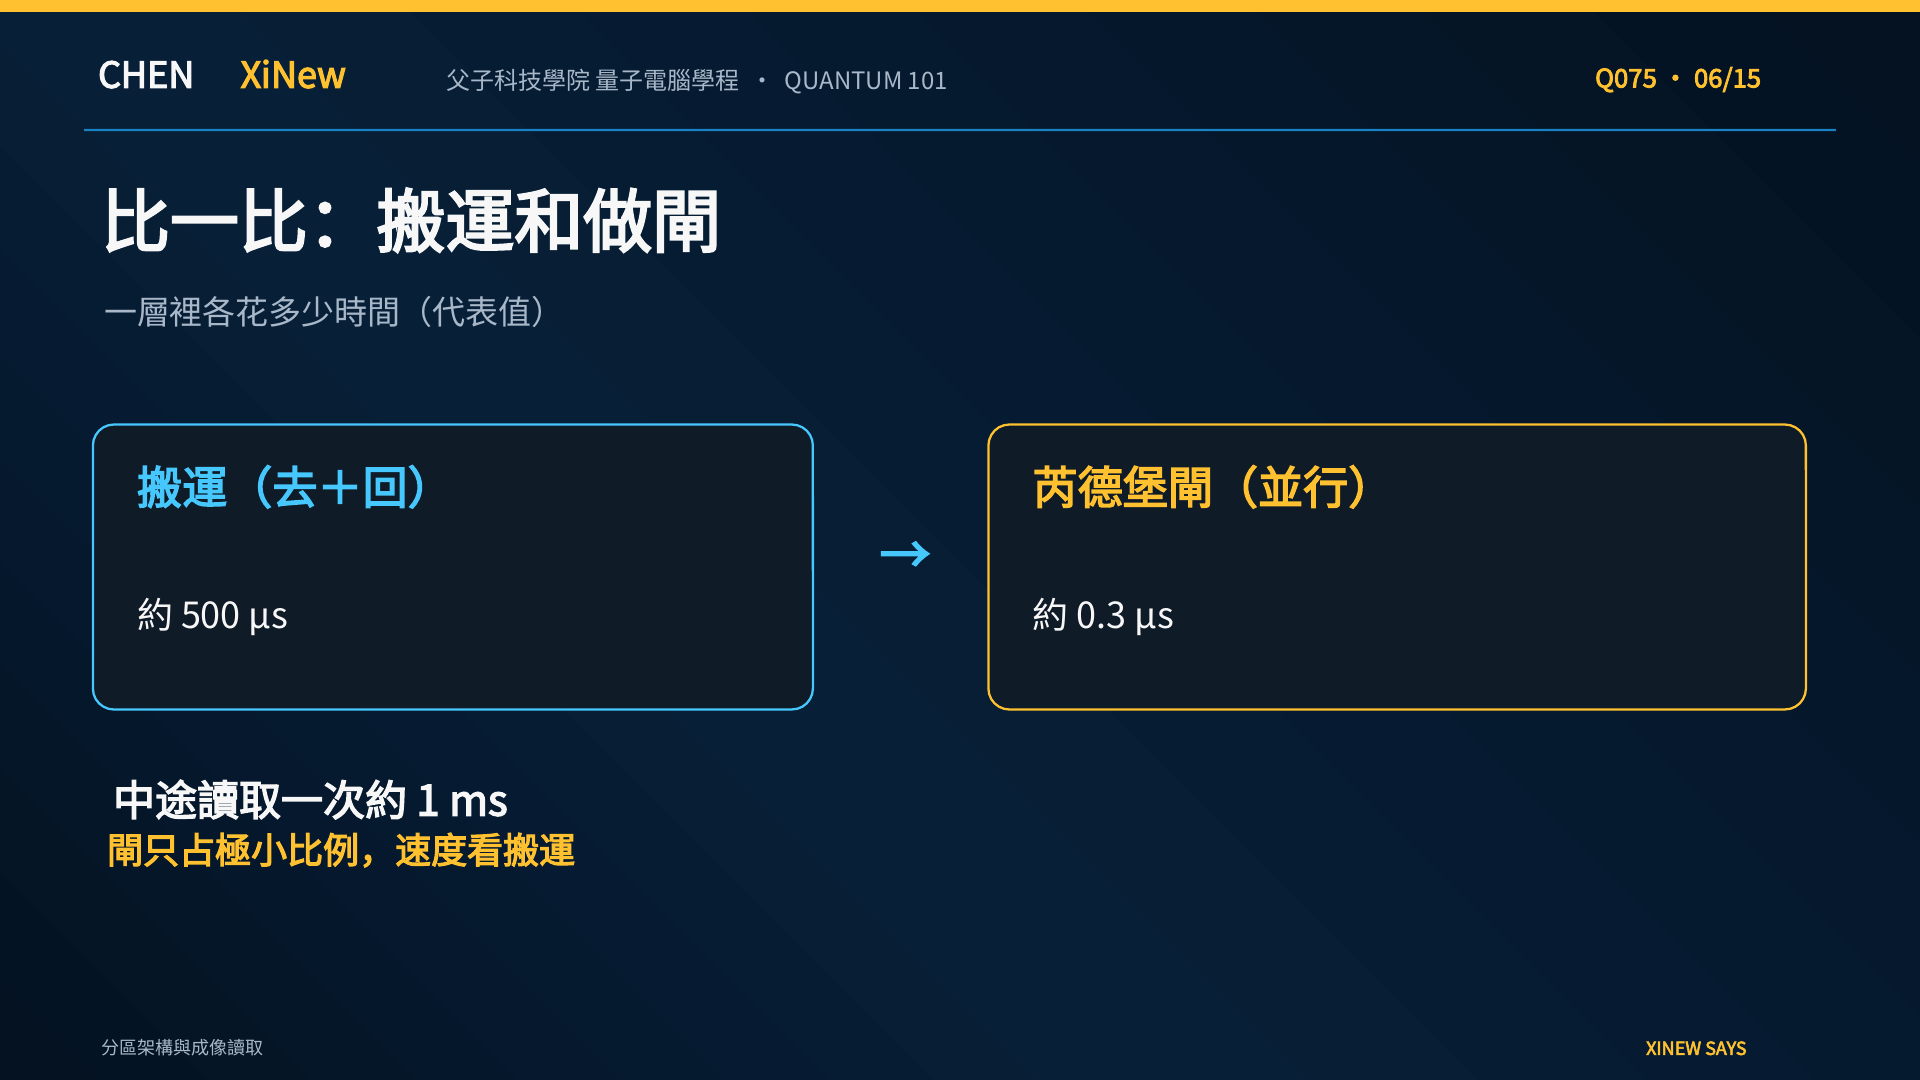 CHEN XiNew 父子科技學院 量子電腦學程 · QUANTUM 101 Q075 · 06/15
比一比：搬運和做閘
一層裡各花多少時間（代表值）
搬運（去＋回）
約 500 µs
→
芮德堡閘（並行）
約 0.3 µs
中途讀取一次約 1 ms
閘只占極小比例，速度看搬運
分區架構與成像讀取 XINEW SAYS